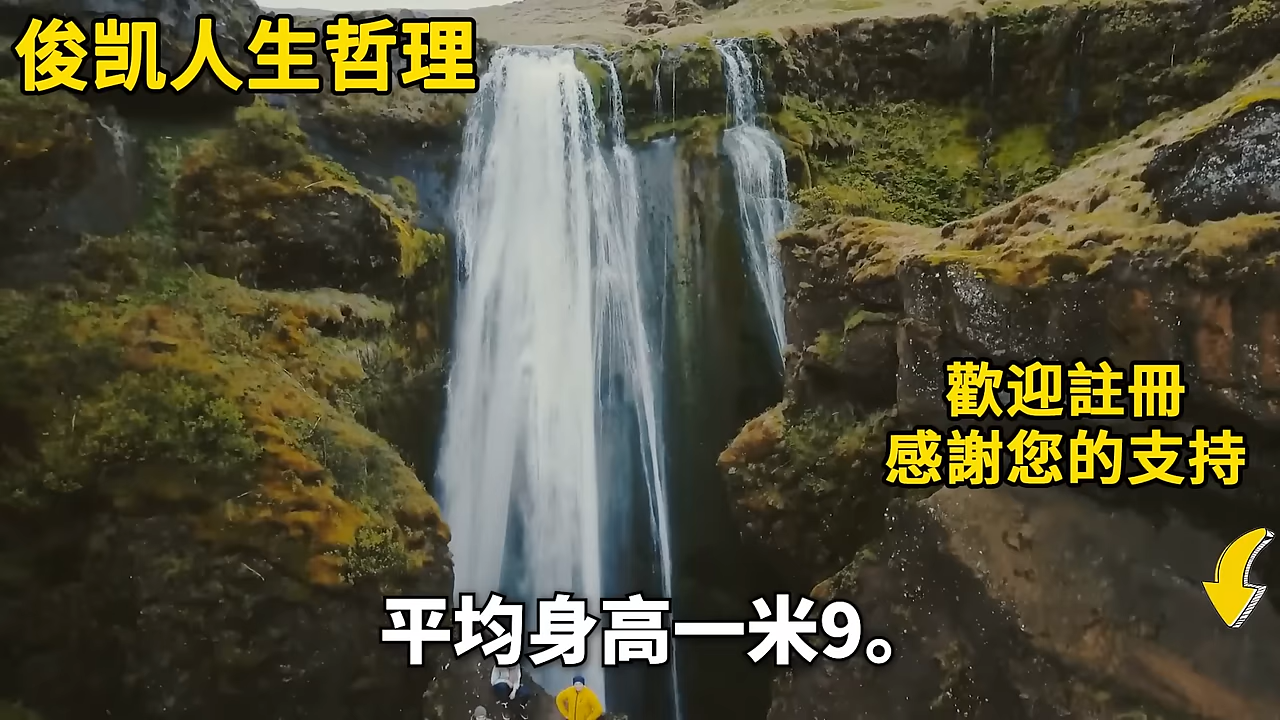 俊凯人生哲理
歡迎註冊
感謝您的支持
平均身高一米9。